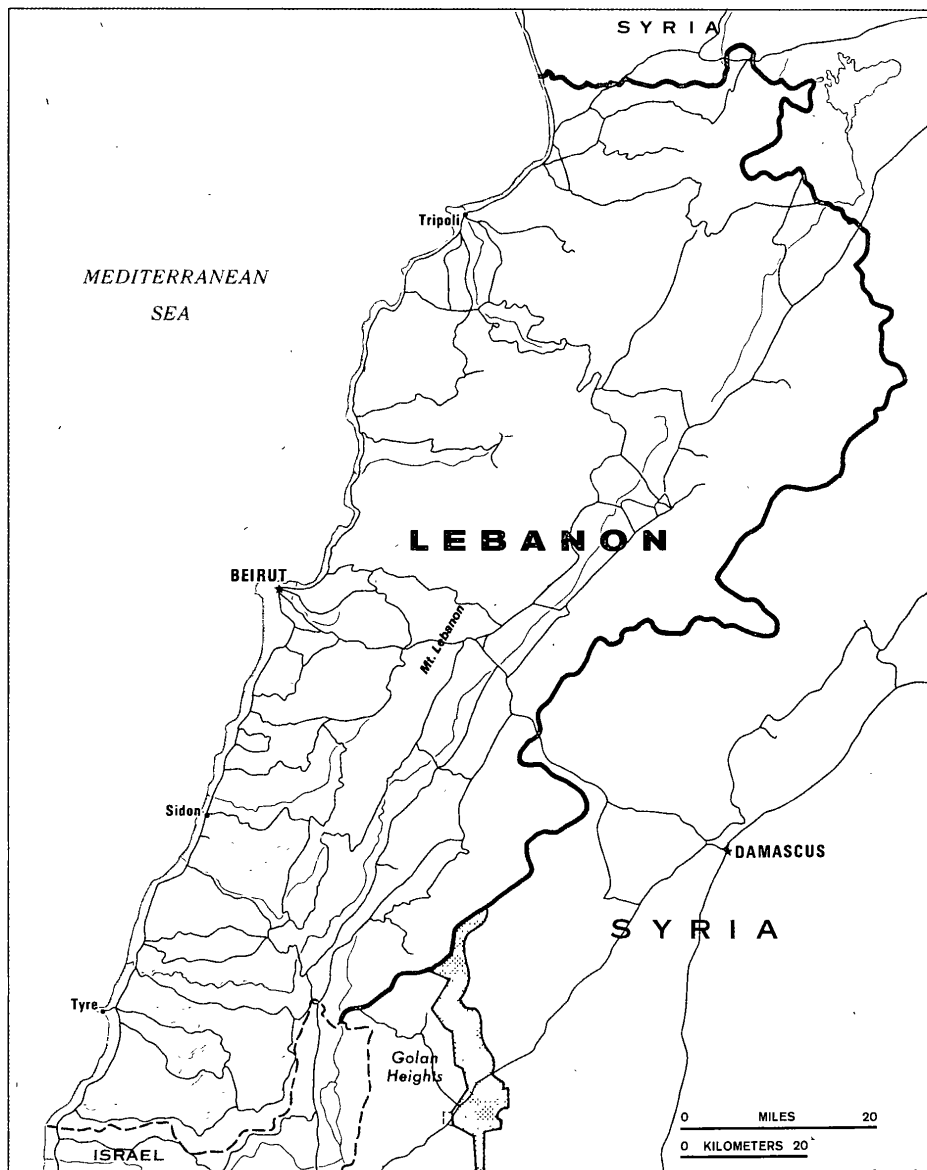 SYRIA
Tripoli
MEDITERRANEAN
SEA
LEBANON
BEIRUT
Mt. Lebanon
Sidon
DAMASCUS
SYRIA
Tyre
Golan
Heights
ISRAEL
0 MILES 20
0 KILOMETERS 20